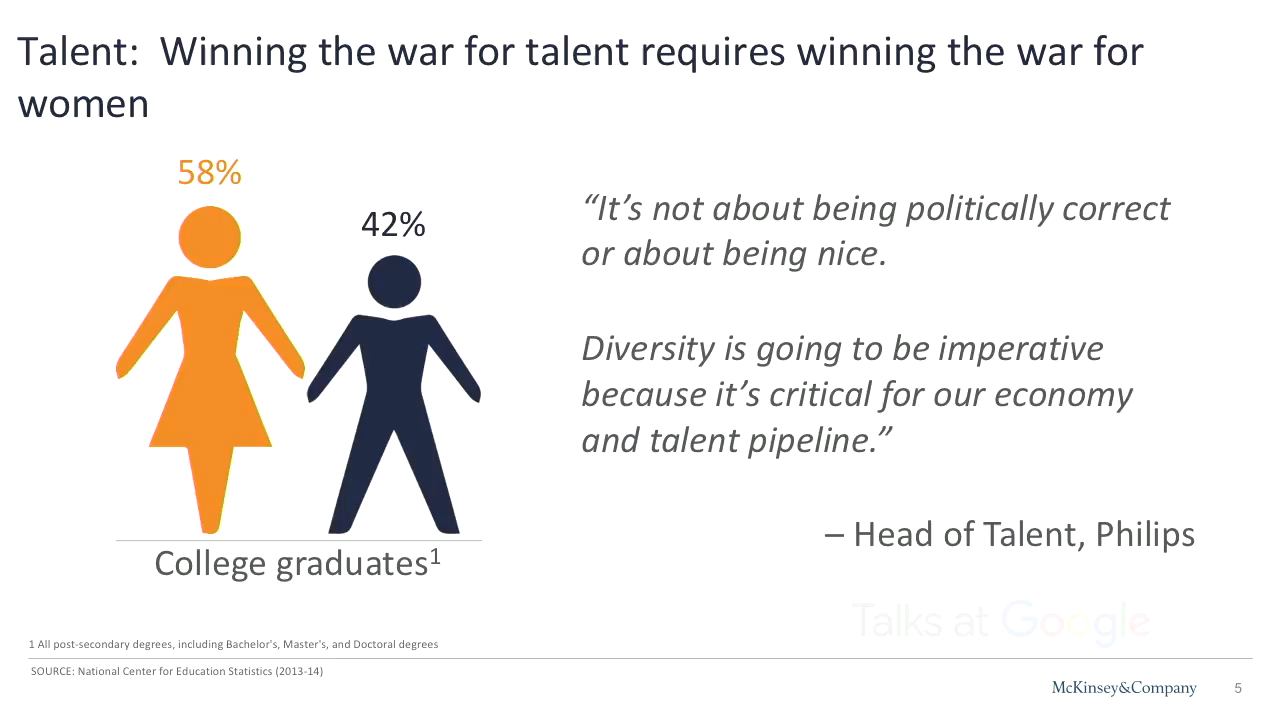 Talent:  Winning the war for talent requires winning the war for
women
58%
42%
College graduates1
“It’s not about being politically correct
or about being nice.
Diversity is going to be imperative
because it’s critical for our economy
and talent pipeline.”
– Head of Talent, Philips
Talks at Google
1 All post-secondary degrees, including Bachelor's, Master's, and Doctoral degrees
SOURCE: National Center for Education Statistics (2013-14)
McKinsey&Company
5